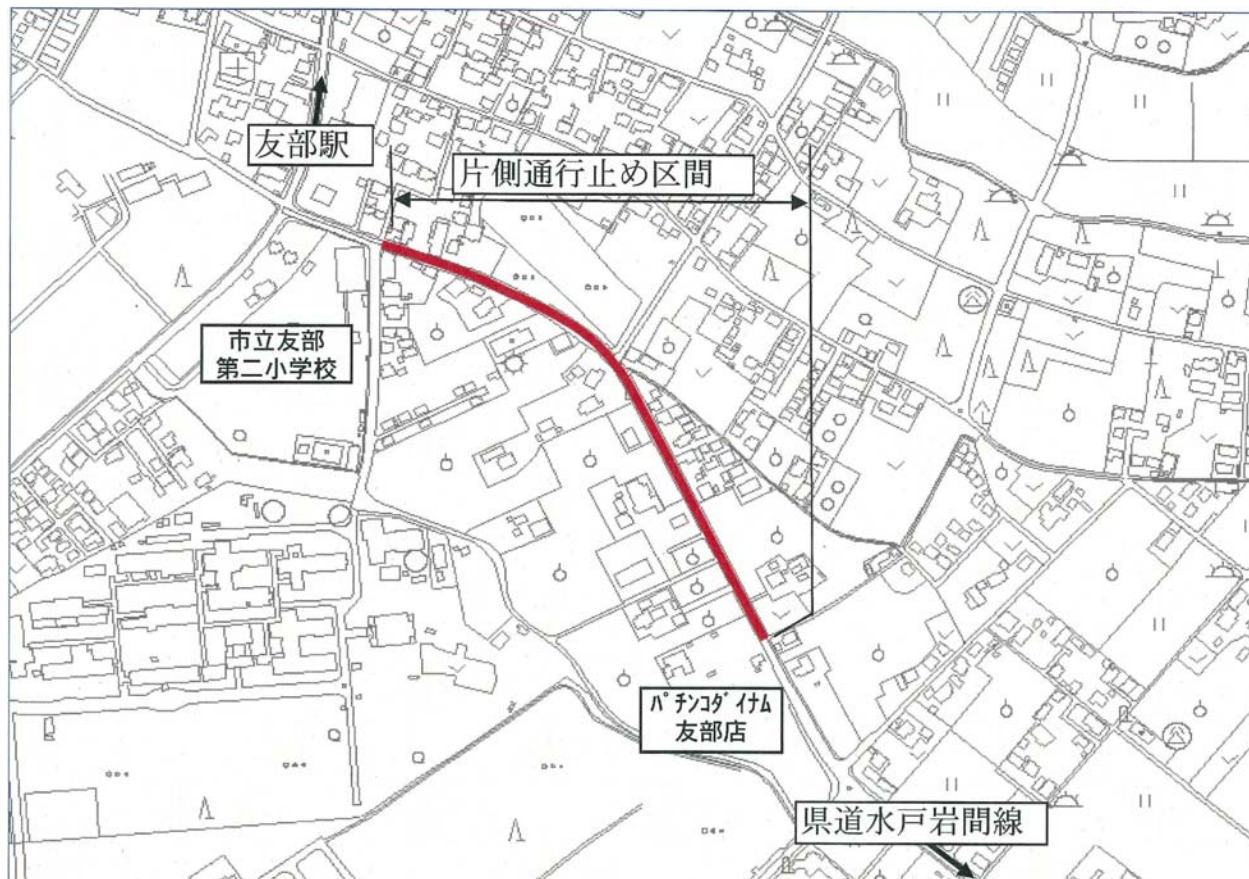 友部駅
片側通行止め区間
市立友部
第二小学校
ﾊﾟﾁﾝｺﾀﾞｲﾅﾑ
友部店
県道水戸岩間線